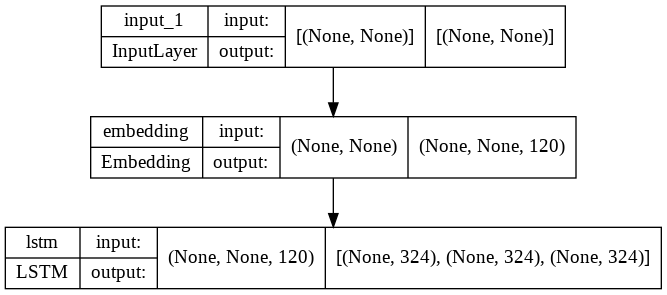 input_1 input: [(None, None)] [(None, None)]
InputLayer output:
embedding input: (None, None) (None, None, 120)
Embedding output:
lstm input: (None, None, 120) [(None, 324), (None, 324), (None, 324)]
LSTM output: